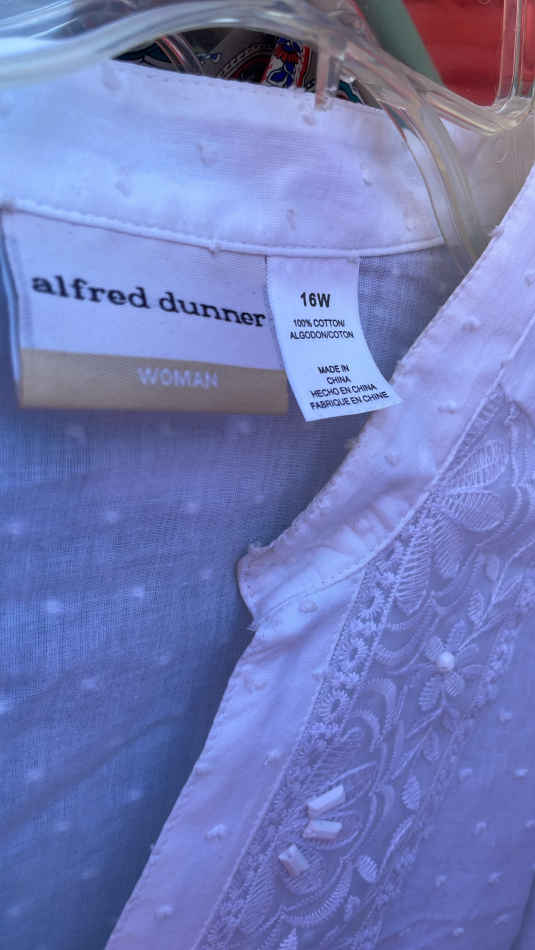 alfred dunner
WOMAN
16W
100% COTTON/
ALGODON/COTON
MADE IN
CHINA
HECHO EN CHINA
FABRIQUE EN CHINE